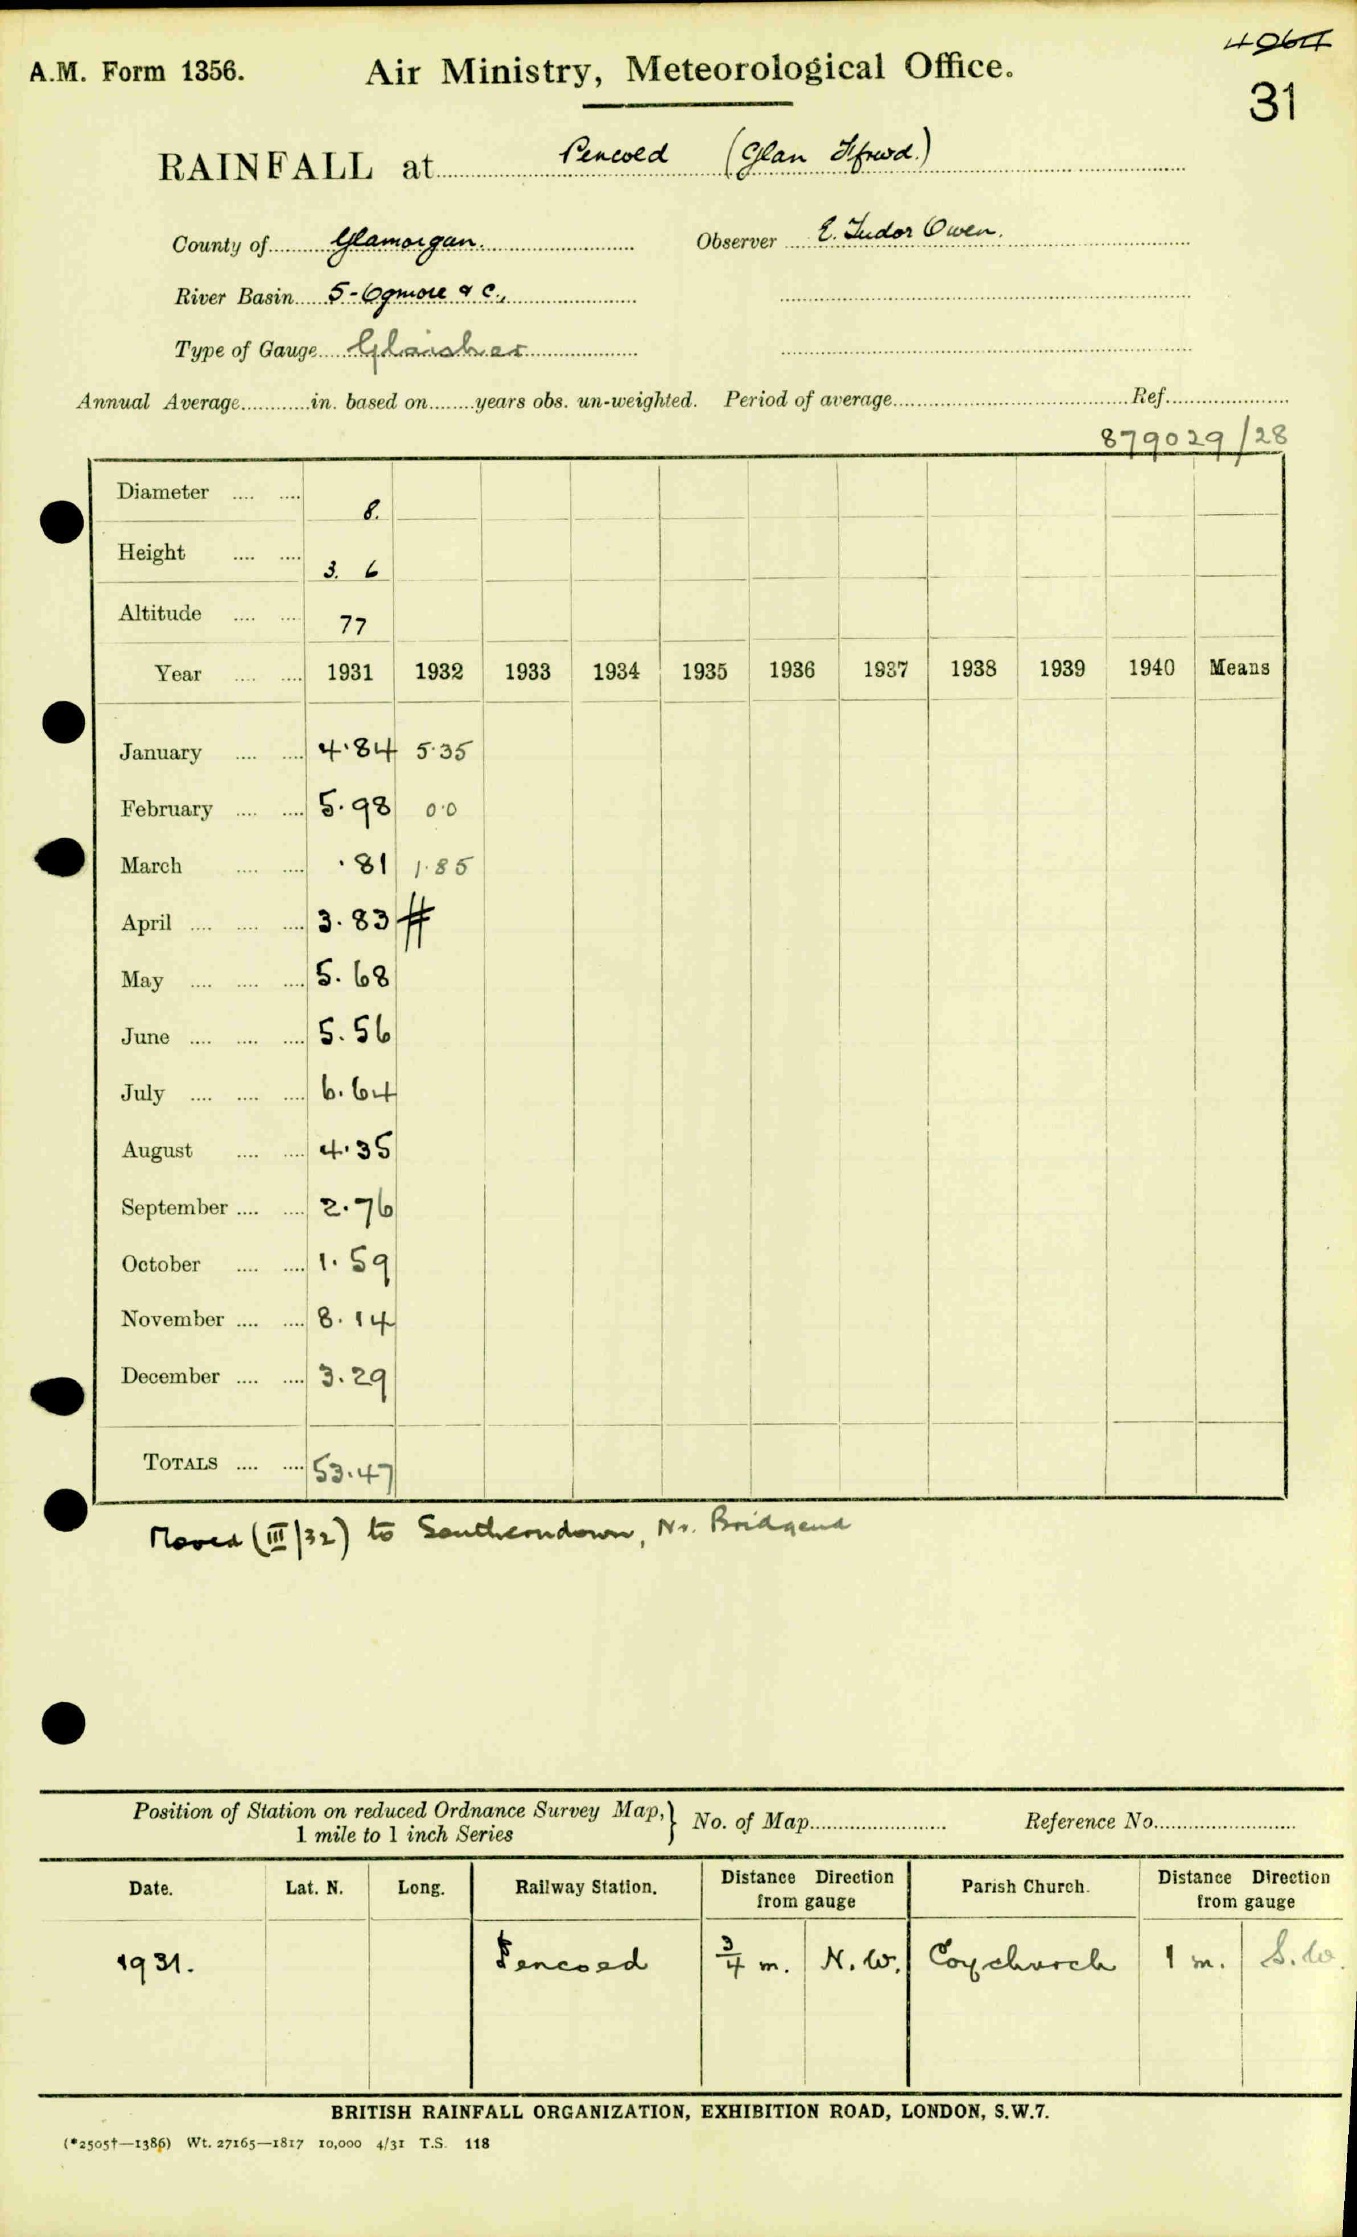 4064
A.M. Form 1356. Air Ministry, Meteorological Office.
31
RAINFALL at Pencoed (Glan Ffrwd.)
County of Glamorgan. Observer E. Tudor Owen.
River Basin 5-Ogmore & C.,
Type of Gauge Glaisher
Annual Average in. based on years obs. un-weighted. Period of average Ref.
879029/28
Diameter 8.
Height 3. 6
Altitude 77
Year 1931 1932 1933 1934 1935 1936 1937 1938 1939 1940 Means
January 4.84 5.35
February 5.98 0.0
March .81 1.85
April 3.83 #
May 5.68
June 5.56
July 6.64
August 4.35
September 2.76
October 1.59
November 8.14
December 3.29
TOTALS 53.47
Moved (III/32) to Southerndown, Nr. Bridgend
Position of Station on reduced Ordnance Survey Map, } No. of Map Reference No.
1 mile to 1 inch Series
Date. Lat. N. Long. Railway Station. Distance Direction from gauge Parish Church. Distance Direction from gauge
1931. Pencoed 3/4 m. N.W. Coychurch 1 m. S.W.
BRITISH RAINFALL ORGANIZATION, EXHIBITION ROAD, LONDON, S.W.7.
(*2505†—1386) Wt. 27165—1817 10,000 4/31 T.S. 118